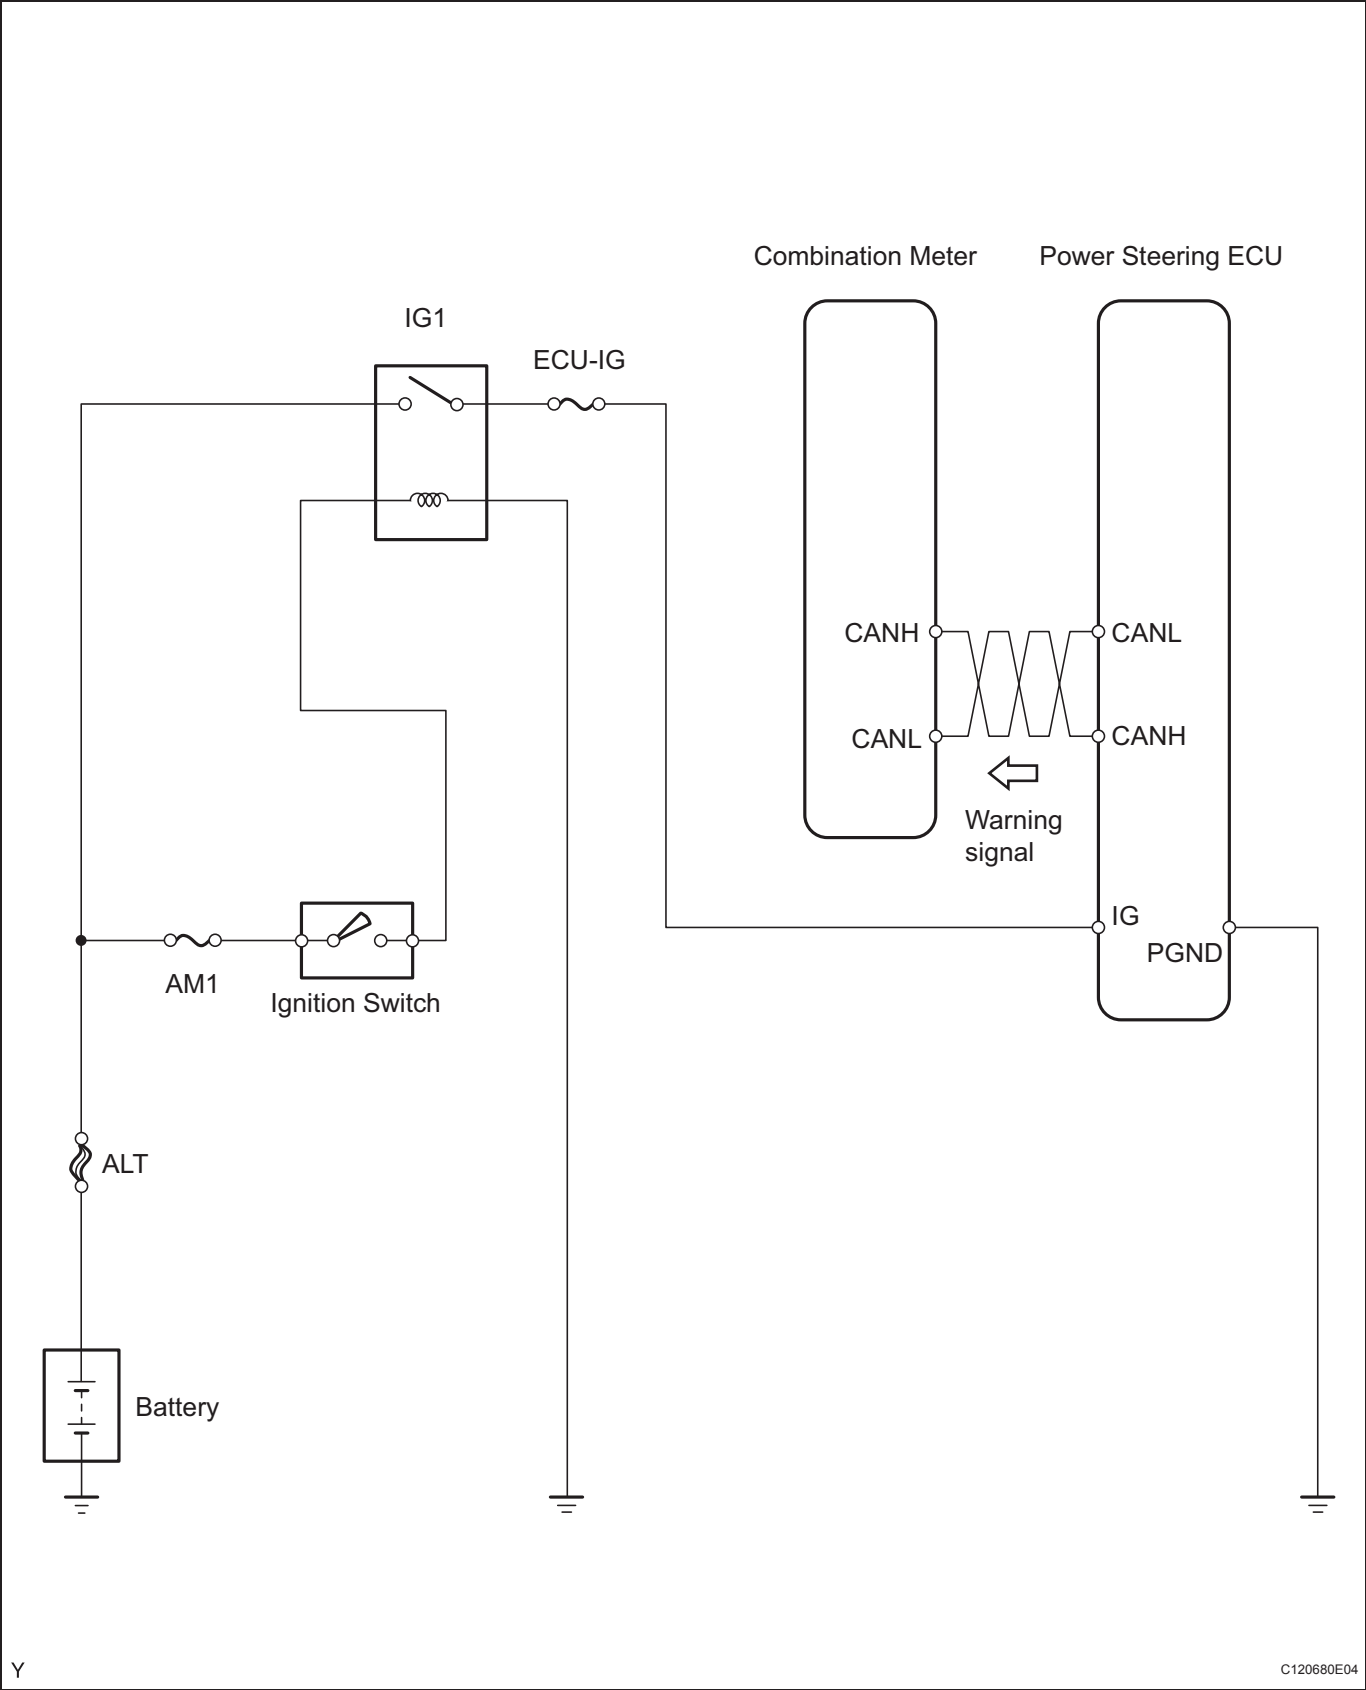 Combination Meter
Power Steering ECU
IG1
ECU-IG
CANH
CANL
CANL
CANH
Warning
signal
IG
PGND
AM1
Ignition Switch
ALT
Battery
Y
C120680E04